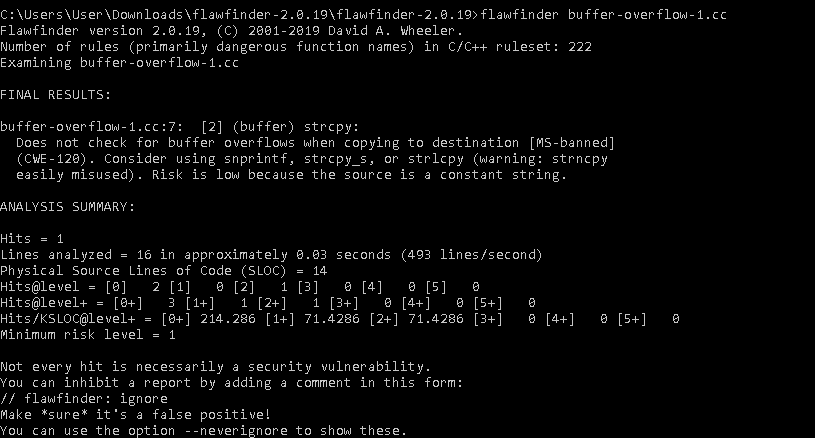 C:\Users\User\Downloads\flawfinder-2.0.19\flawfinder-2.0.19>flawfinder buffer-overflow-1.cc
Flawfinder version 2.0.19, (C) 2001-2019 David A. Wheeler.
Number of rules (primarily dangerous function names) in C/C++ ruleset: 222
Examining buffer-overflow-1.cc
FINAL RESULTS:
buffer-overflow-1.cc:7:  [2] (buffer) strcpy:
  Does not check for buffer overflows when copying to destination [MS-banned]
  (CWE-120). Consider using snprintf, strcpy_s, or strlcpy (warning: strncpy
  easily misused). Risk is low because the source is a constant string.
ANALYSIS SUMMARY:
Hits = 1
Lines analyzed = 16 in approximately 0.03 seconds (493 lines/second)
Physical Source Lines of Code (SLOC) = 14
Hits@level = [0]   2 [1]   0 [2]   1 [3]   0 [4]   0 [5]   0
Hits@level+ = [0+]   3 [1+]   1 [2+]   1 [3+]   0 [4+]   0 [5+]   0
Hits/KSLOC@level+ = [0+] 214.286 [1+] 71.4286 [2+] 71.4286 [3+]   0 [4+]   0 [5+]   0
Minimum risk level = 1
Not every hit is necessarily a security vulnerability.
You can inhibit a report by adding a comment in this form:
// flawfinder: ignore
Make *sure* it's a false positive!
You can use the option --neverignore to show these.